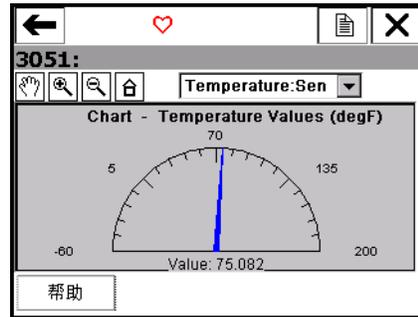 3051:
Temperature:Sen
Chart - Temperature Values (degF)
70
5
135
-60
200
Value: 75.082
帮助